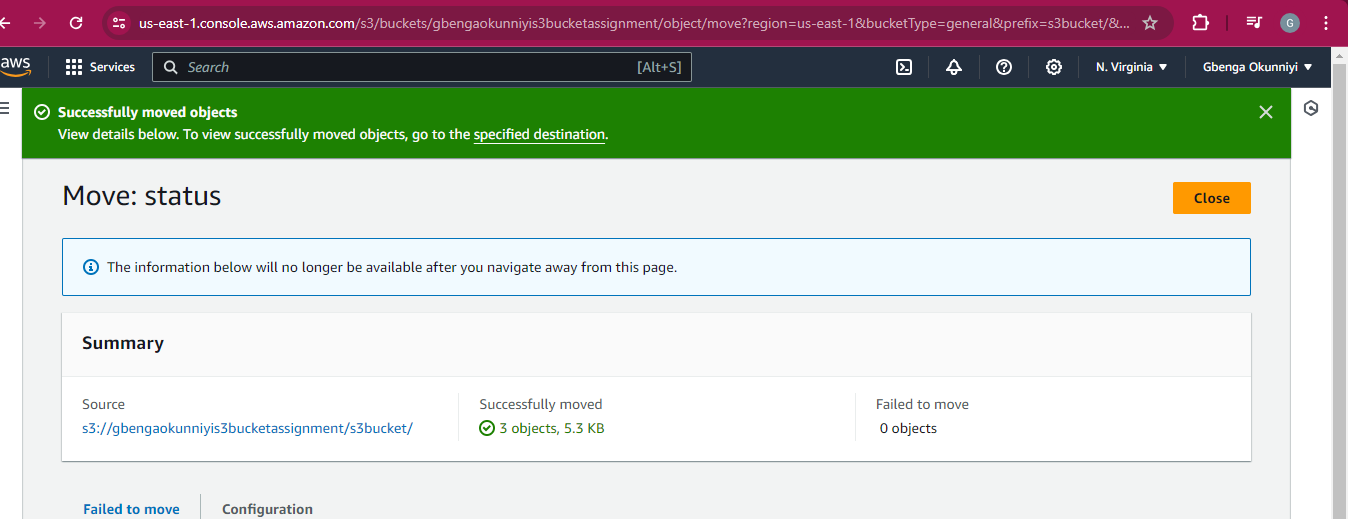 us-east-1.console.aws.amazon.com/s3/buckets/gbengaokunniyis3bucketassignment/object/move?region=us-east-1&bucketType=general&prefix=s3bucket/&...
G
aws
Services
Search
[Alt+S]
N. Virginia
Gbenga Okunniyi
Successfully moved objects
View details below. To view successfully moved objects, go to the specified destination.
Move: status
Close
The information below will no longer be available after you navigate away from this page.
Summary
Source
s3://gbengaokunniyis3bucketassignment/s3bucket/
Successfully moved
3 objects, 5.3 KB
Failed to move
0 objects
Failed to move
Configuration